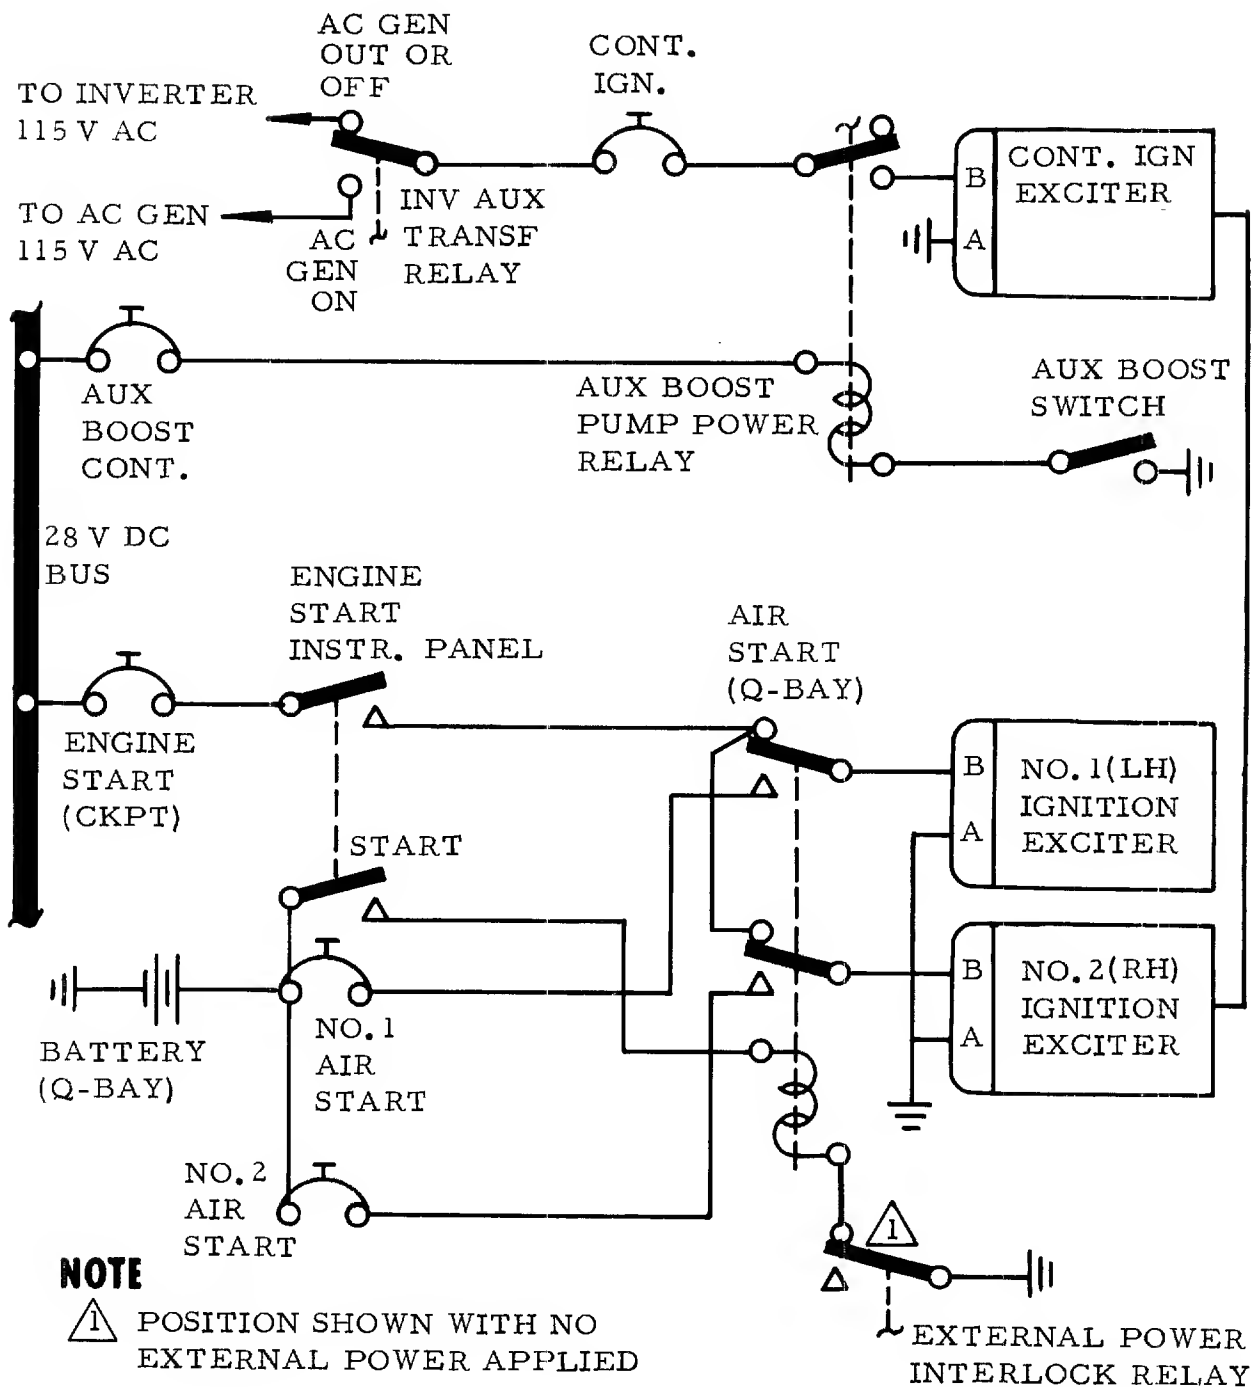 AC GEN
OUT OR
OFF
CONT.
IGN.
TO INVERTER
115 V AC
CONT. IGN
EXCITER
B
A
TO AC GEN
115 V AC
AC
GEN
ON
INV AUX
TRANSF
RELAY
AUX
BOOST
CONT.
AUX BOOST
PUMP POWER
RELAY
AUX BOOST
SWITCH
28 V DC
BUS
ENGINE
START
INSTR. PANEL
AIR
START
(Q-BAY)
ENGINE
START
(CKPT)
B
A
NO. 1(LH)
IGNITION
EXCITER
START
B
A
NO. 2(RH)
IGNITION
EXCITER
BATTERY
(Q-BAY)
NO. 1
AIR
START
NO. 2
AIR
START
1
NOTE
1 POSITION SHOWN WITH NO
EXTERNAL POWER APPLIED
EXTERNAL POWER
INTERLOCK RELAY